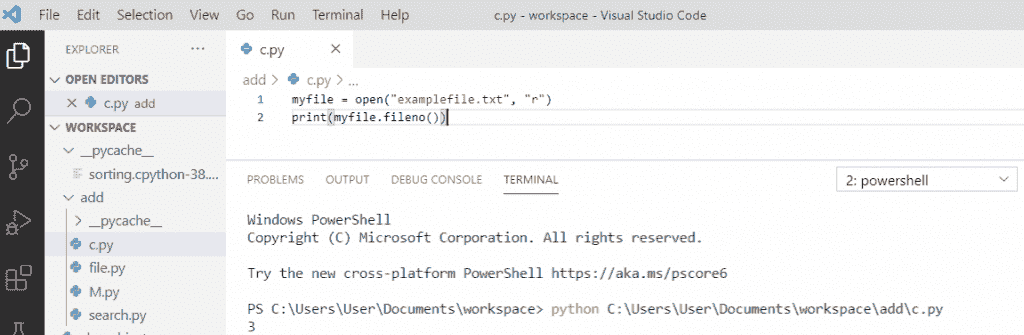 File Edit Selection View Go Run Terminal Help c.py - workspace - Visual Studio Code
EXPLORER ...
OPEN EDITORS
c.py add
WORKSPACE
__pycache__
sorting.cpython-38....
add
__pycache__
c.py
file.py
M.py
search.py
c.py
add > c.py > ...
1 myfile = open("examplefile.txt", "r")
2 print(myfile.fileno())
PROBLEMS OUTPUT DEBUG CONSOLE TERMINAL 2: powershell
Windows PowerShell
Copyright (C) Microsoft Corporation. All rights reserved.
Try the new cross-platform PowerShell https://aka.ms/pscore6
PS C:\Users\User\Documents\workspace> python C:\Users\User\Documents\workspace\add\c.py
3